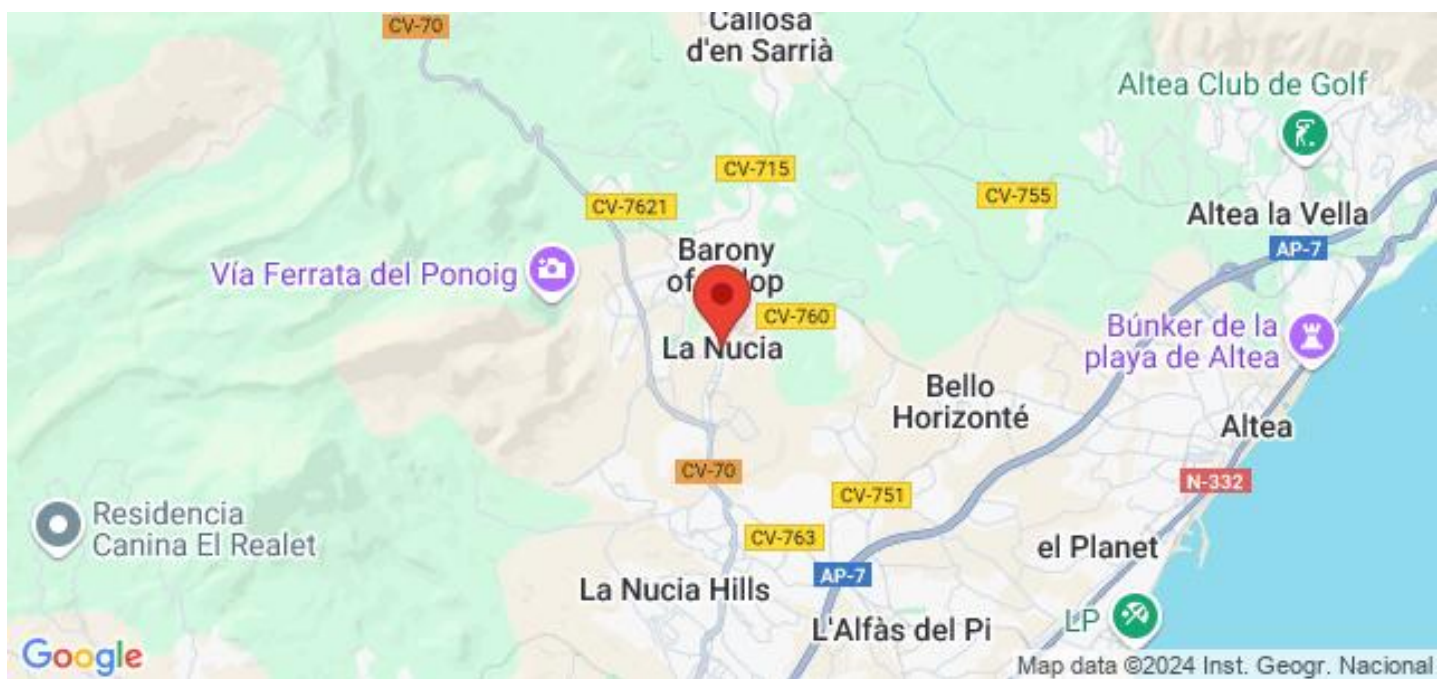 CV-70
Callosa
d'en Sarrià
Altea Club de Golf
CV-715
CV-755
CV-7621
Altea la Vella
AP-7
Barony
of
op
Vía Ferrata del Ponoig
CV-760
Búnker de la
playa de Altea
La Nucia
Bello
Horizonté
Altea
CV-70
N-332
CV-751
Residencia
Canina El Realet
CV-763
el Planet
AP-7
La Nucia Hills
L'Alfàs del Pi
LP
Google
Map data ©2024 Inst. Geogr. Nacional